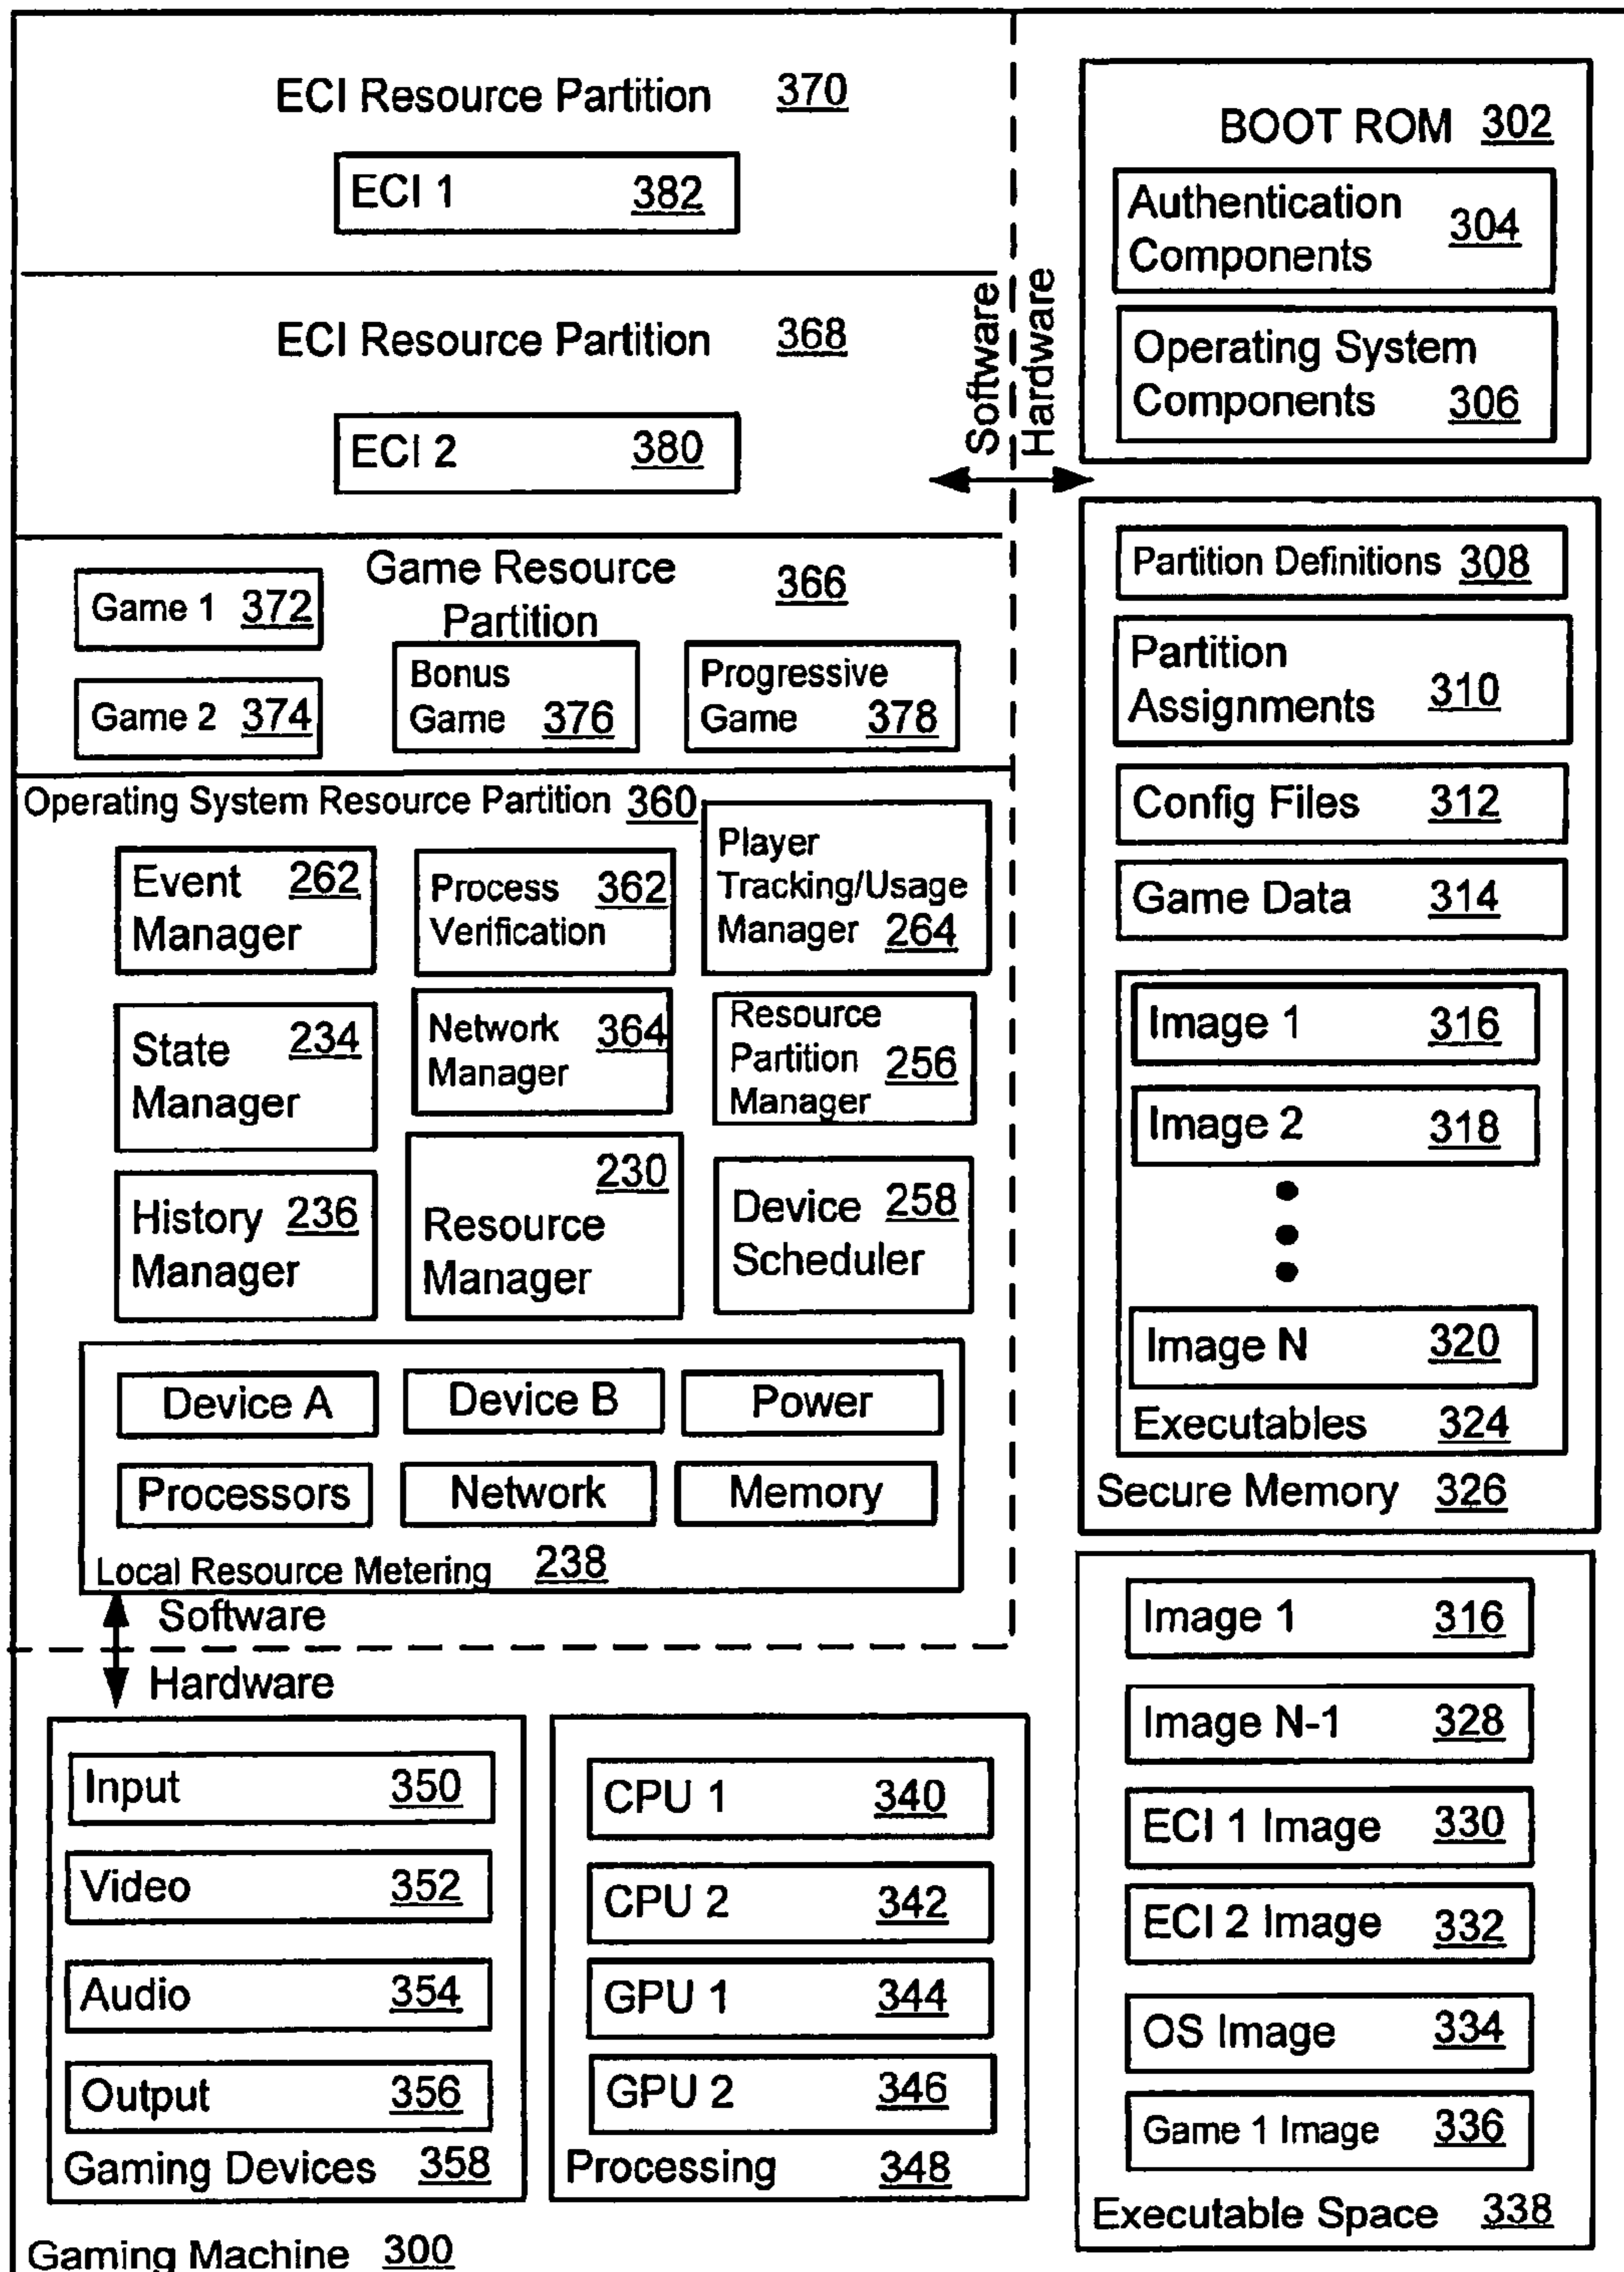 ECI Resource Partition 370
ECI 1 382
ECI Resource Partition 368
ECI 2 380
Software
Hardware
Game Resource
Partition
366
Game 1 372
Game 2 374
Bonus
Game 376
Progressive
Game 378
Operating System Resource Partition 360
Event 262
Manager
Process 362
Verification
Player
Tracking/Usage
Manager 264
State 234
Manager
Network 364
Manager
Resource
Partition 256
Manager
History 236
Manager
230
Resource
Manager
Device 258
Scheduler
Device A
Device B
Power
Processors
Network
Memory
Local Resource Metering 238
Software
Hardware
Input 350
Video 352
Audio 354
Output 356
Gaming Devices 358
CPU 1 340
CPU 2 342
GPU 1 344
GPU 2 346
Processing 348
Gaming Machine 300
BOOT ROM 302
Authentication
Components 304
Operating System
Components 306
Partition Definitions 308
Partition
Assignments 310
Config Files 312
Game Data 314
Image 1 316
Image 2 318
Image N 320
Executables 324
Secure Memory 326
Image 1 316
Image N-1 328
ECI 1 Image 330
ECI 2 Image 332
OS Image 334
Game 1 Image 336
Executable Space 338